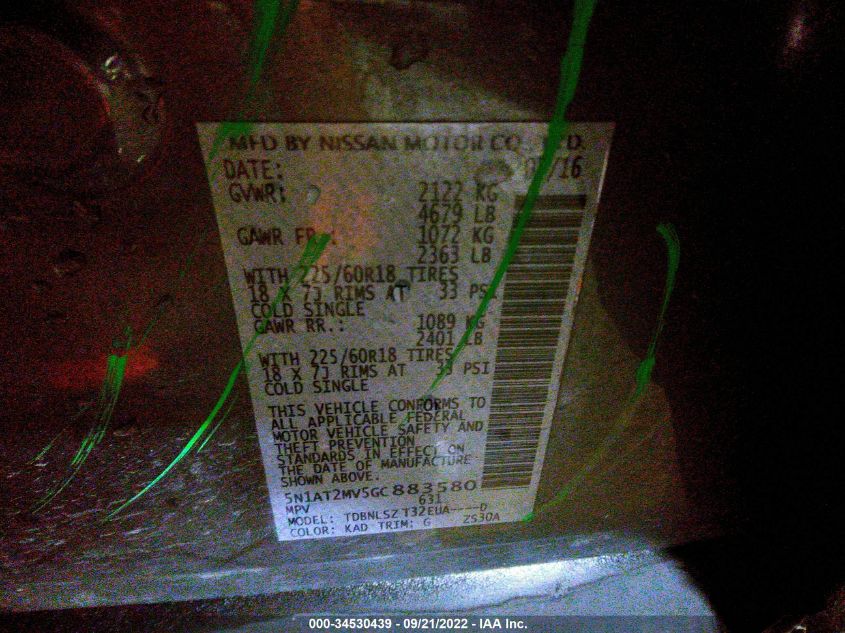 MFD BY NISSAN MOTOR CO., LTD.
DATE: /16
GVWR: 2122 KG
4679 LB
GAWR FR.: 1072 KG
2363 LB
WITH 225/60R18 TIRES
18 X 7J RIMS AT 33 PSI
COLD SINGLE
GAWR RR.: 1089 KG
2401 LB
WITH 225/60R18 TIRES
18 X 7J RIMS AT 33 PSI
COLD SINGLE
THIS VEHICLE CONFORMS TO
ALL APPLICABLE FEDERAL
MOTOR VEHICLE SAFETY AND
THEFT PREVENTION
STANDARDS IN EFFECT ON
THE DATE OF MANUFACTURE
SHOWN ABOVE.
5N1AT2MV5GC883580
MPV 631
MODEL: TDBNLSZ T32EUA----D
COLOR: KAD TRIM: G ZS30A
000-34530439 - 09/21/2022 - IAA Inc.